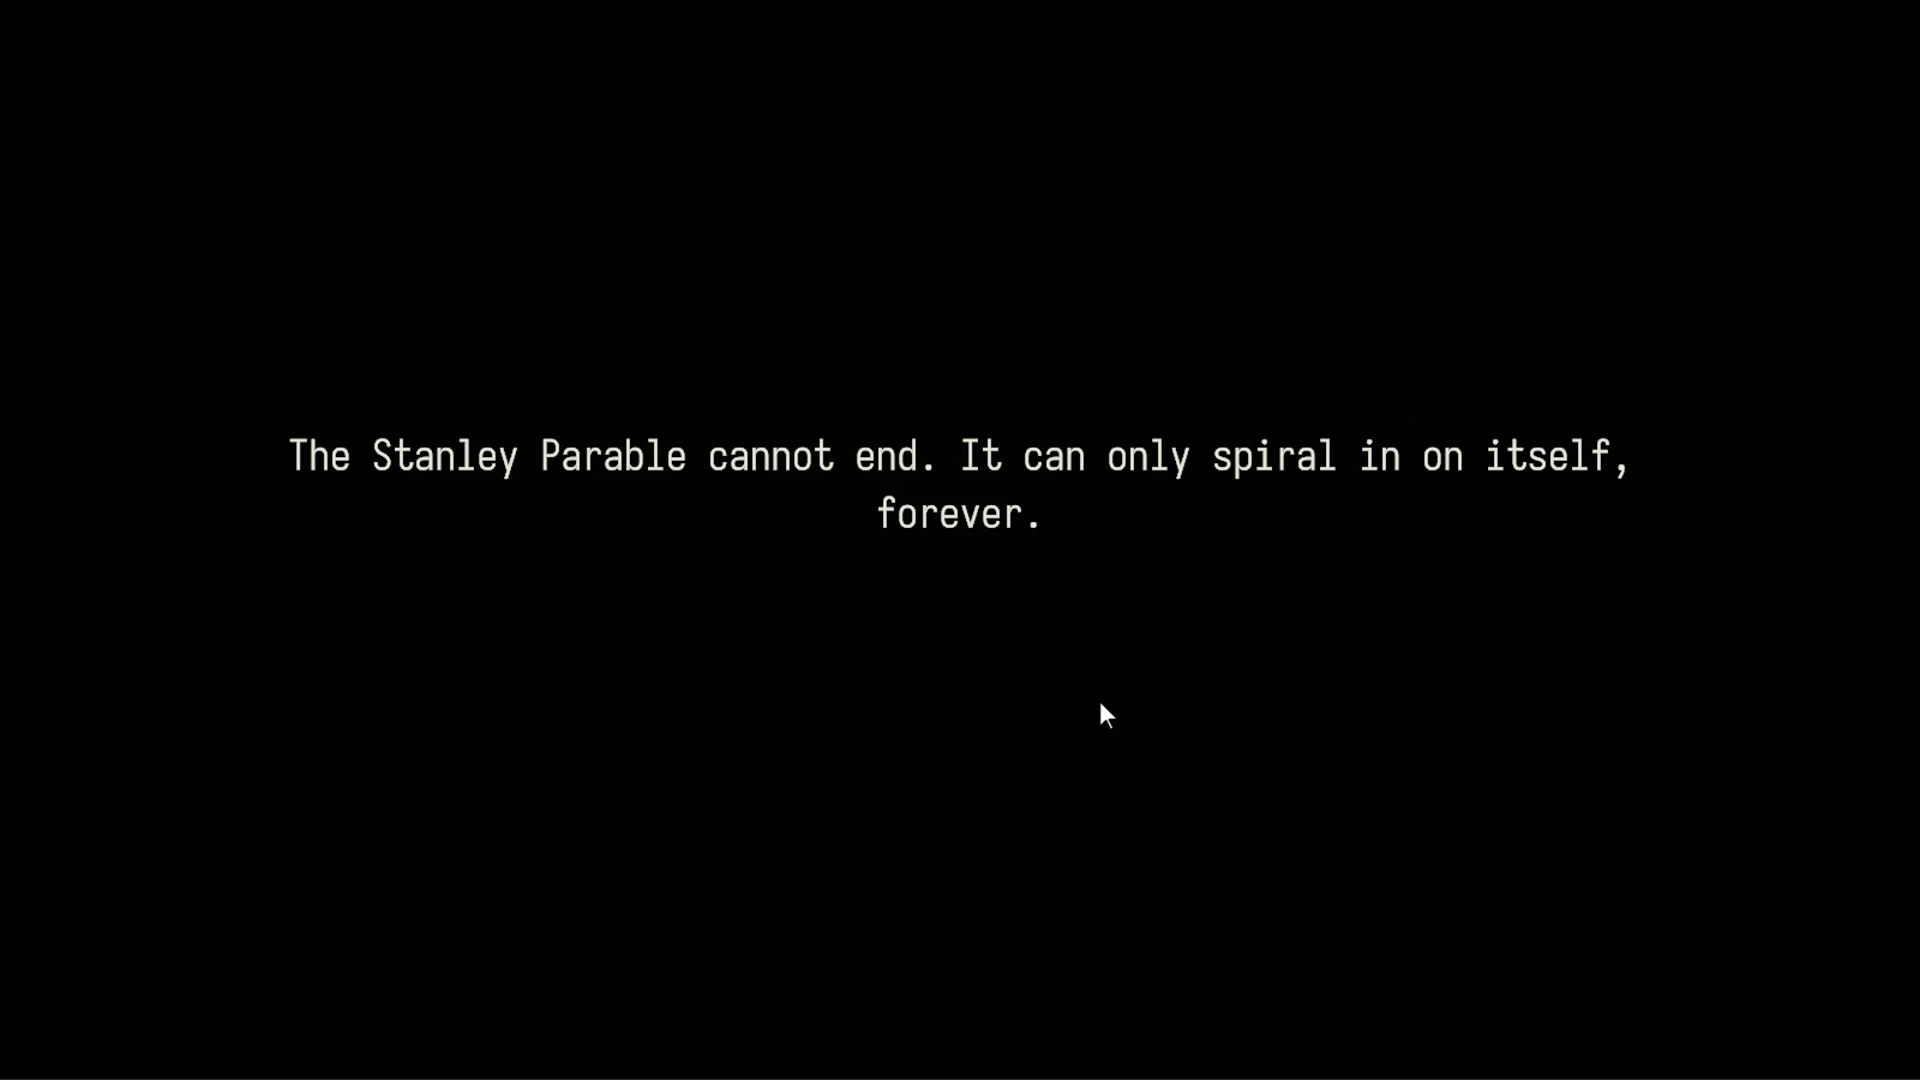 The Stanley Parable cannot end. It can only spiral in on itself,
forever.